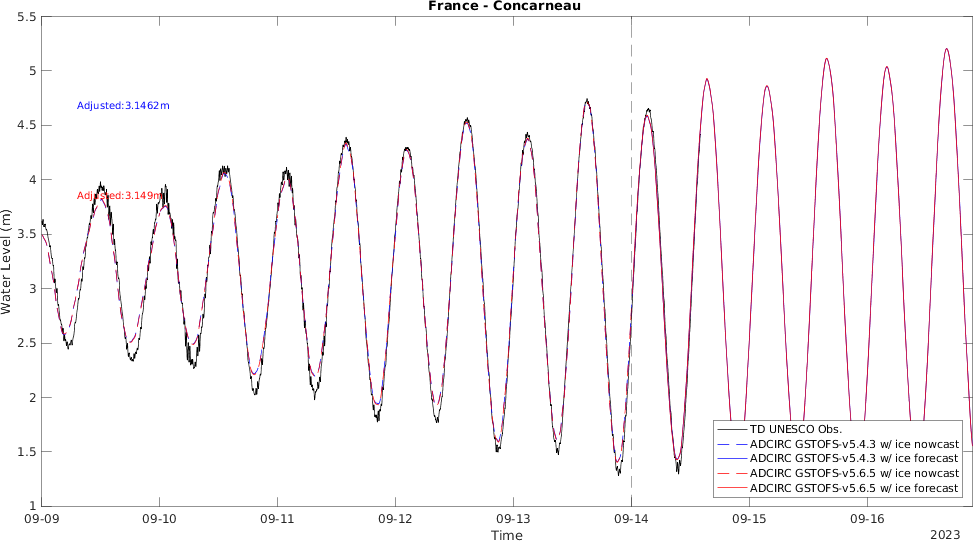 France - Concarneau
5.5
5
4.5
4
3.5
3
2.5
2
1.5
1
Water Level (m)
Adjusted:3.1462m
Adjusted:3.149m
TD UNESCO Obs.
ADCIRC GSTOFS-v5.4.3 w/ ice nowcast
ADCIRC GSTOFS-v5.4.3 w/ ice forecast
ADCIRC GSTOFS-v5.6.5 w/ ice nowcast
ADCIRC GSTOFS-v5.6.5 w/ ice forecast
09-09 09-10 09-11 09-12 09-13 09-14 09-15 09-16
Time
2023